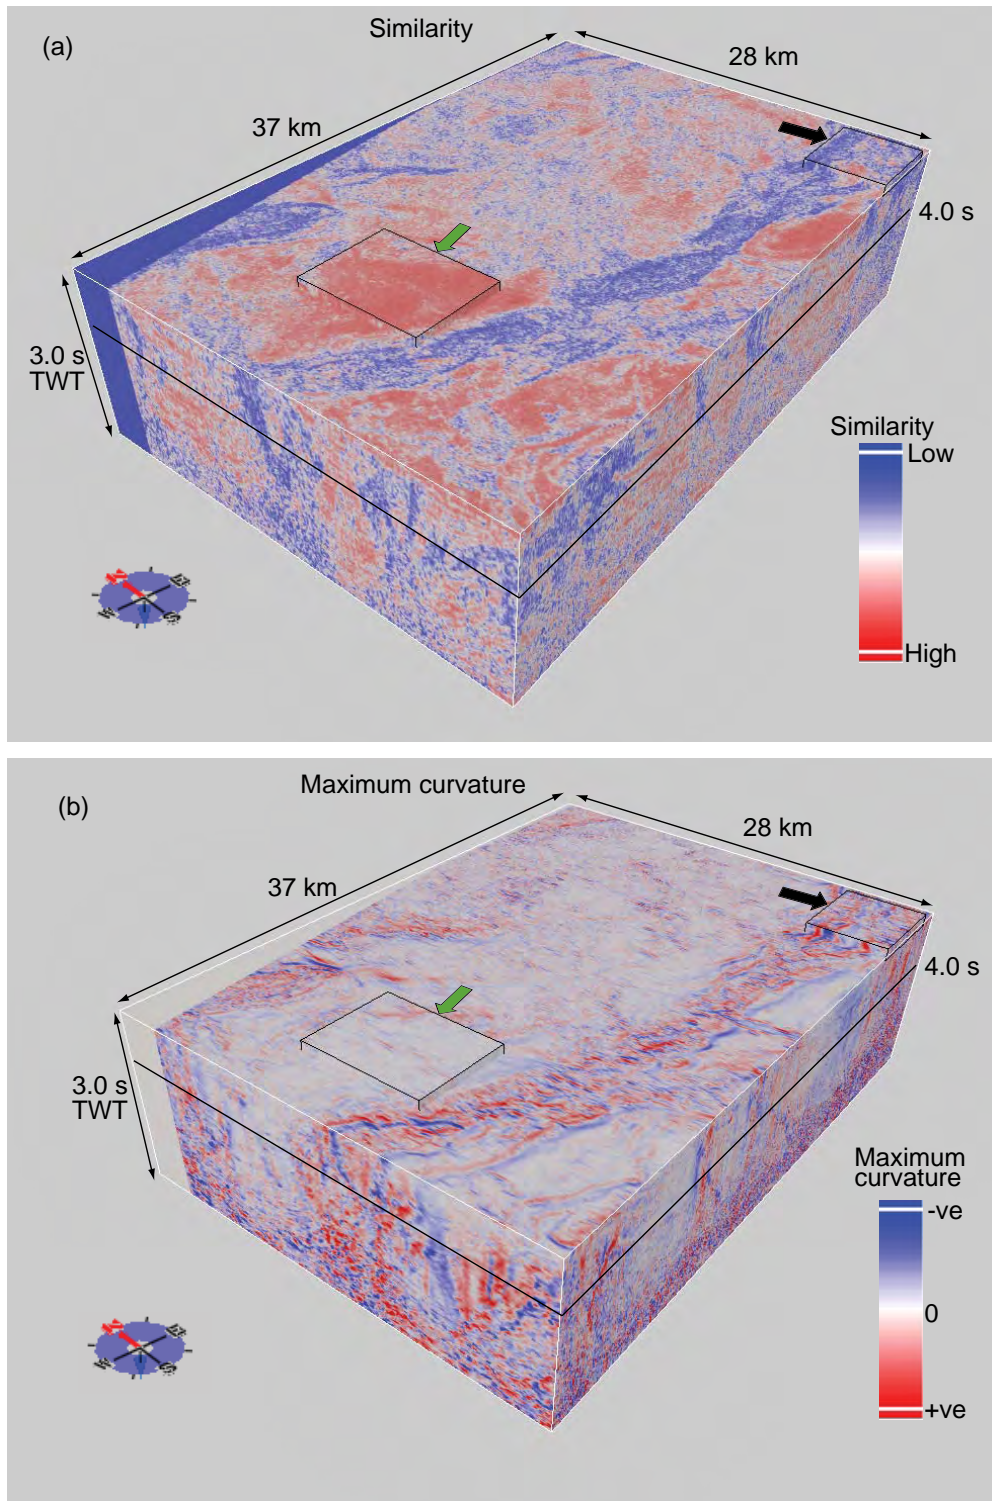 (a)
Similarity
28 km
37 km
4.0 s
3.0 s
TWT
Similarity
Low
High
N
E
W
S
(b)
Maximum curvature
28 km
37 km
4.0 s
3.0 s
TWT
Maximum
curvature
-ve
0
+ve
N
E
W
S